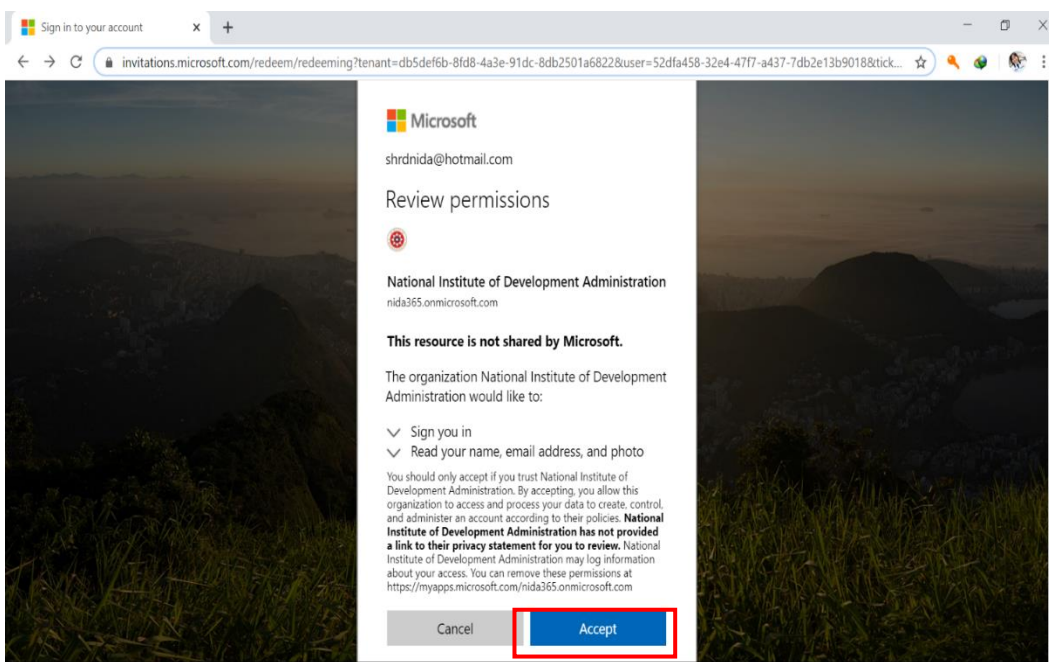 Sign in to your account
invitations.microsoft.com/redeem/redeeming?tenant=db5def6b-8fd8-4a3e-91dc-8db2501a6822&user=52dfa458-32e4-47f7-a437-7db2e13b9018&tick...
Microsoft
shrdnida@hotmail.com
Review permissions
National Institute of Development Administration
nida365.onmicrosoft.com
This resource is not shared by Microsoft.
The organization National Institute of Development
Administration would like to:
Sign you in
Read your name, email address, and photo
You should only accept if you trust National Institute of
Development Administration. By accepting, you allow this
organization to access and process your data to create, control,
and administer an account according to their policies. National
Institute of Development Administration has not provided
a link to their privacy statement for you to review. National
Institute of Development Administration may log information
about your access. You can remove these permissions at
https://myapps.microsoft.com/nida365.onmicrosoft.com
Cancel Accept